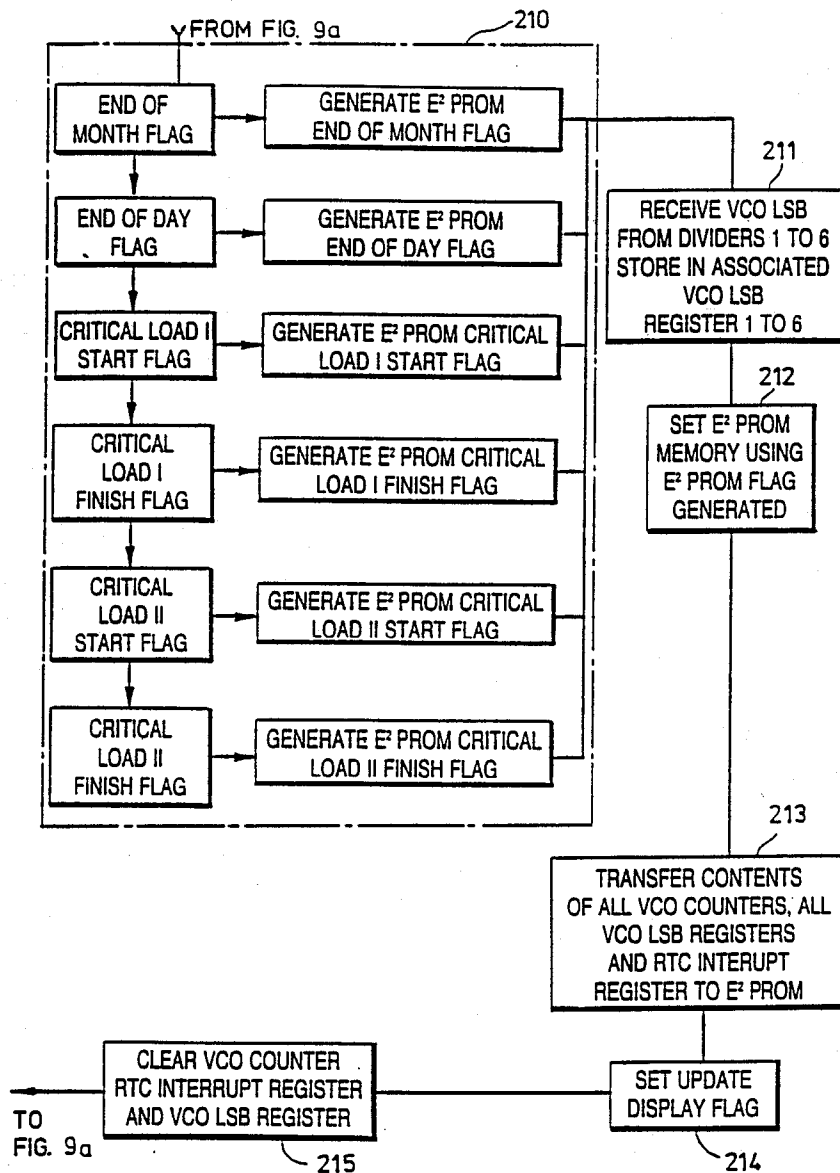 FROM FIG. 9a
210
END OF
MONTH FLAG
GENERATE E² PROM
END OF MONTH FLAG
END OF DAY
FLAG
GENERATE E² PROM
END OF DAY FLAG
CRITICAL LOAD I
START FLAG
GENERATE E² PROM CRITICAL
LOAD I START FLAG
CRITICAL
LOAD I
FINISH FLAG
GENERATE E² PROM CRITICAL
LOAD I FINISH FLAG
CRITICAL
LOAD II
START FLAG
GENERATE E² PROM CRITICAL
LOAD II START FLAG
CRITICAL
LOAD II
FINISH FLAG
GENERATE E² PROM CRITICAL
LOAD II FINISH FLAG
211
RECEIVE VCO LSB
FROM DIVIDERS 1 TO 6
STORE IN ASSOCIATED
VCO LSB
REGISTER 1 TO 6
212
SET E² PROM
MEMORY USING
E² PROM FLAG
GENERATED
213
TRANSFER CONTENTS
OF ALL VCO COUNTERS, ALL
VCO LSB REGISTERS
AND RTC INTERUPT
REGISTER TO E² PROM
SET UPDATE
DISPLAY FLAG
214
CLEAR VCO COUNTER
RTC INTERRUPT REGISTER
AND VCO LSB REGISTER
215
TO
FIG. 9a